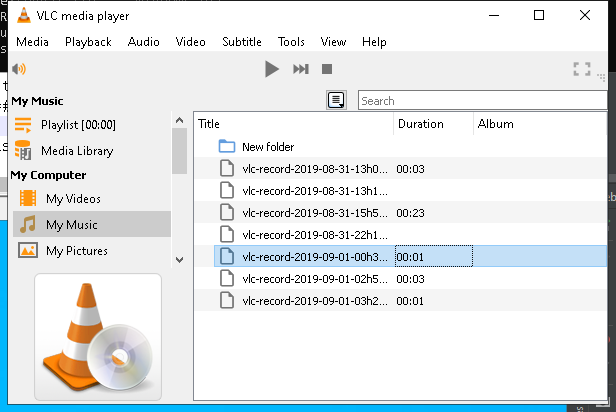 VLC media player
Media Playback Audio Video Subtitle Tools View Help
My Music
Playlist [00:00]
Media Library
My Computer
My Videos
My Music
My Pictures
Search
Title Duration Album
New folder
vlc-record-2019-08-31-13h0... 00:03
vlc-record-2019-08-31-13h1...
vlc-record-2019-08-31-15h5... 00:23
vlc-record-2019-08-31-22h1...
vlc-record-2019-09-01-00h3... 00:01
vlc-record-2019-09-01-02h5... 00:03
vlc-record-2019-09-01-03h2... 00:01